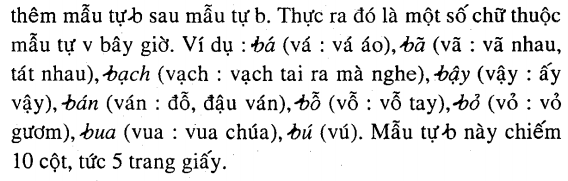 thêm mẫu tự ƀ sau mẫu tự b. Thực ra đó là một số chữ thuộc
mẫu tự v bây giờ. Ví dụ : ƀá (vá : vá áo), ƀã (vã : vã nhau,
tát nhau), ƀạch (vạch : vạch tai ra mà nghe), ƀậy (vậy : ấy
vậy), ƀán (ván : đỗ, đậu ván), ƀỗ (vỗ : vỗ tay), ƀỏ (vỏ : vỏ
gươm), ƀua (vua : vua chúa), ƀú (vú). Mẫu tự ƀ này chiếm
10 cột, tức 5 trang giấy.